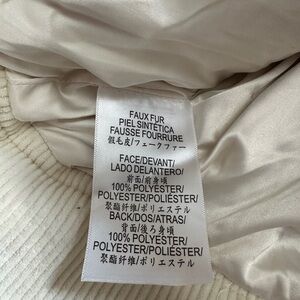 FAUX FUR
PIEL SINTÉTICA
FAUSSE FOURRURE
假毛皮/フェークファー
FACE/DEVANT/
LADO DELANTERO/
前面/前身頃
100% POLYESTER/
POLYESTER/POLIÉSTER/
聚酯纤维/ポリエステル
BACK/DOS/ATRAS/
背面/後ろ身頃
100% POLYESTER/
POLYESTER/POLIÉSTER/
聚酯纤维/ポリエステル